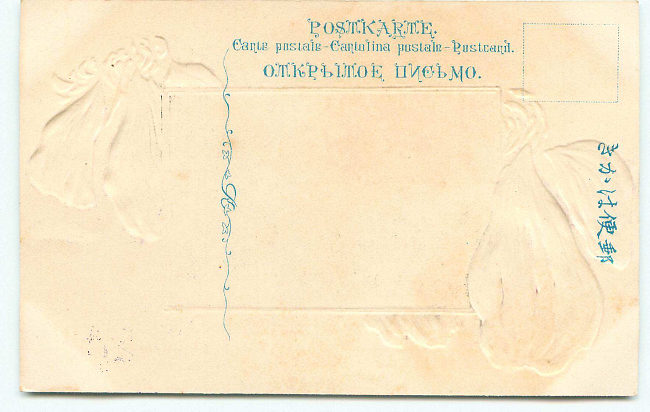 POSTKARTE.
Carte postale-Cartolina postale-Postcard.
ОТКРЫТОЕ ПИСЬМО.
きかは便郵